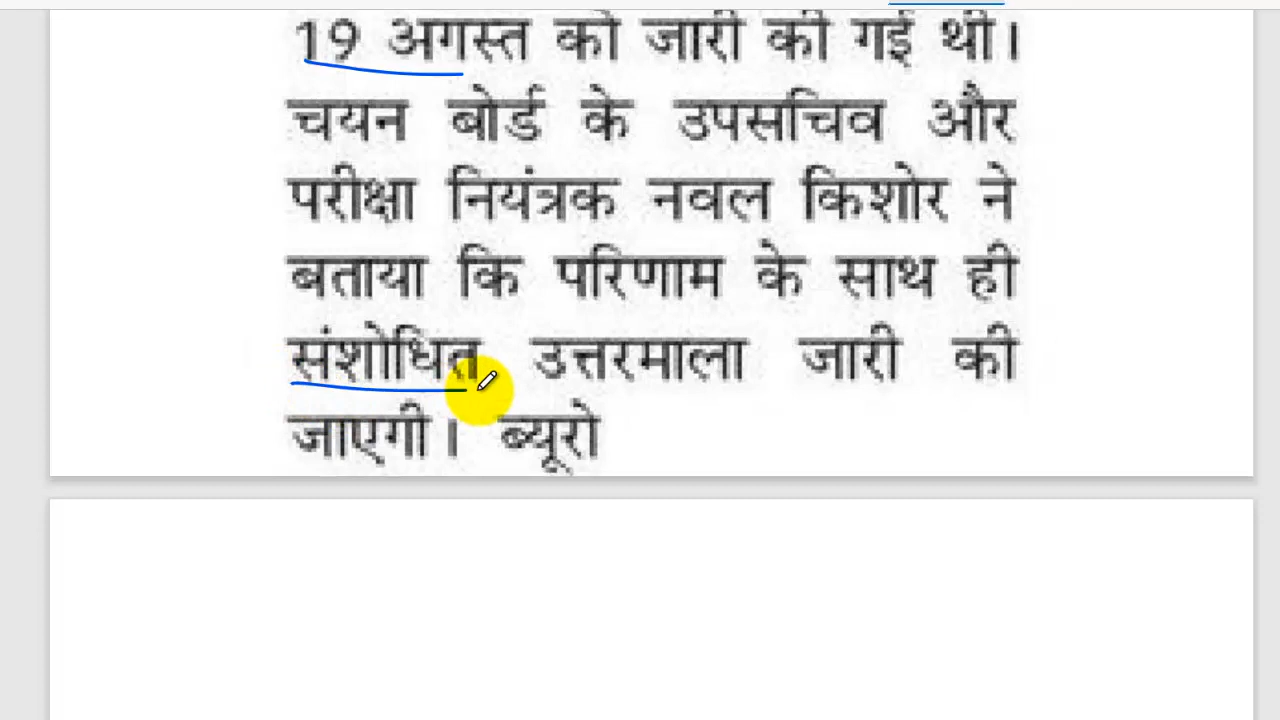 19 अगस्त को जारी की गई थी।
चयन बोर्ड के उपसचिव और
परीक्षा नियंत्रक नवल किशोर ने
बताया कि परिणाम के साथ ही
संशोधित उत्तरमाला जारी की
जाएगी। ब्यूरो